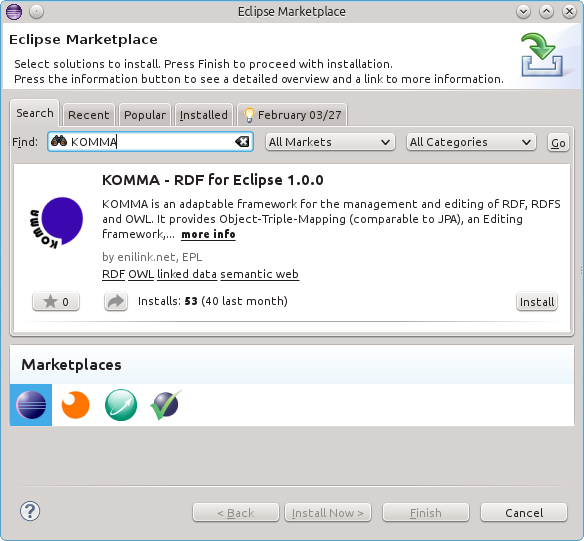 Eclipse Marketplace
Eclipse Marketplace
Select solutions to install. Press Finish to proceed with installation.
Press the information button to see a detailed overview and a link to more information.
Search Recent Popular Installed February 03/27
Find: KOMMA All Markets All Categories Go
KOMMA - RDF for Eclipse 1.0.0
KOMMA is an adaptable framework for the management and editing of RDF, RDFS
and OWL. It provides Object-Triple-Mapping (comparable to JPA), an Editing
framework,... more info
komma
by enilink.net, EPL
RDF OWL linked data semantic web
0 Installs: 53 (40 last month) Install
Marketplaces
? < Back Install Now > Finish Cancel